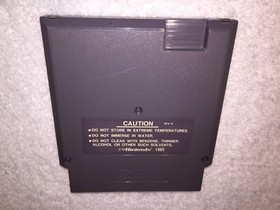 CAUTION
●DO NOT STORE IN EXTREME TEMPERATURES.
●DO NOT IMMERSE IN WATER.
●DO NOT CLEAN WITH BENZENE, THINNER,
ALCOHOL OR OTHER SUCH SOLVENTS.
©Nintendo 1985